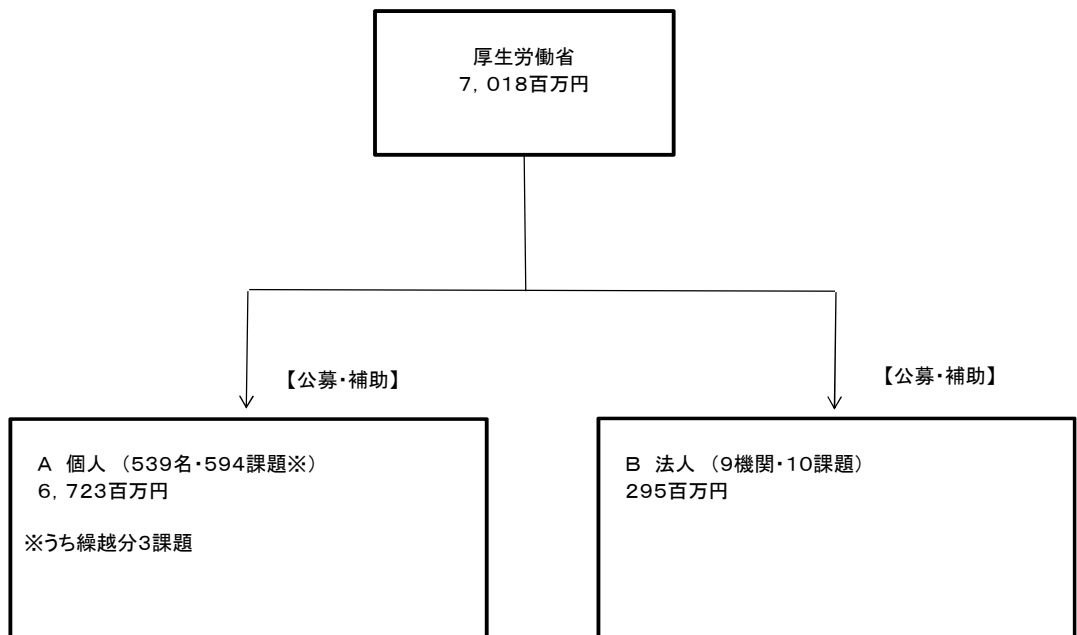 厚生労働省
7,018百万円
【公募・補助】
【公募・補助】
A 個人 (539名・594課題※)
6,723百万円
※うち繰越分3課題
B 法人 (9機関・10課題)
295百万円